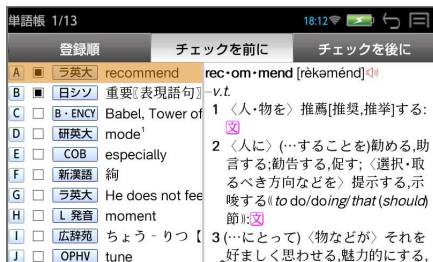 単語帳 1/13 18:12
登録順 チェックを前に チェックを後に
A ラ英大 recommend
B 日シソ 重要〖表現語句〗
C B・ENCY Babel, Tower of
D 研英大 mode¹
E COB especially
F 新漢語 絢
G ラ英大 He does not fee
H L 発音 moment
I 広辞苑 ちょう‐りつ【
J OPHV tune
rec·om·mend [rèkəménd]
–v.t.
1 〈人・物を〉推薦[推奨,推挙]する:
文
2 〈人に〉(…することを)勧める,助
言する;勧告する,促す;〈選択・取
るべき方向などを〉提示する,示
唆する《to do/doing/that (should)
節》:文
3 (…にとって)〈物などが〉それを
好ましく思わせる,魅力的にする,